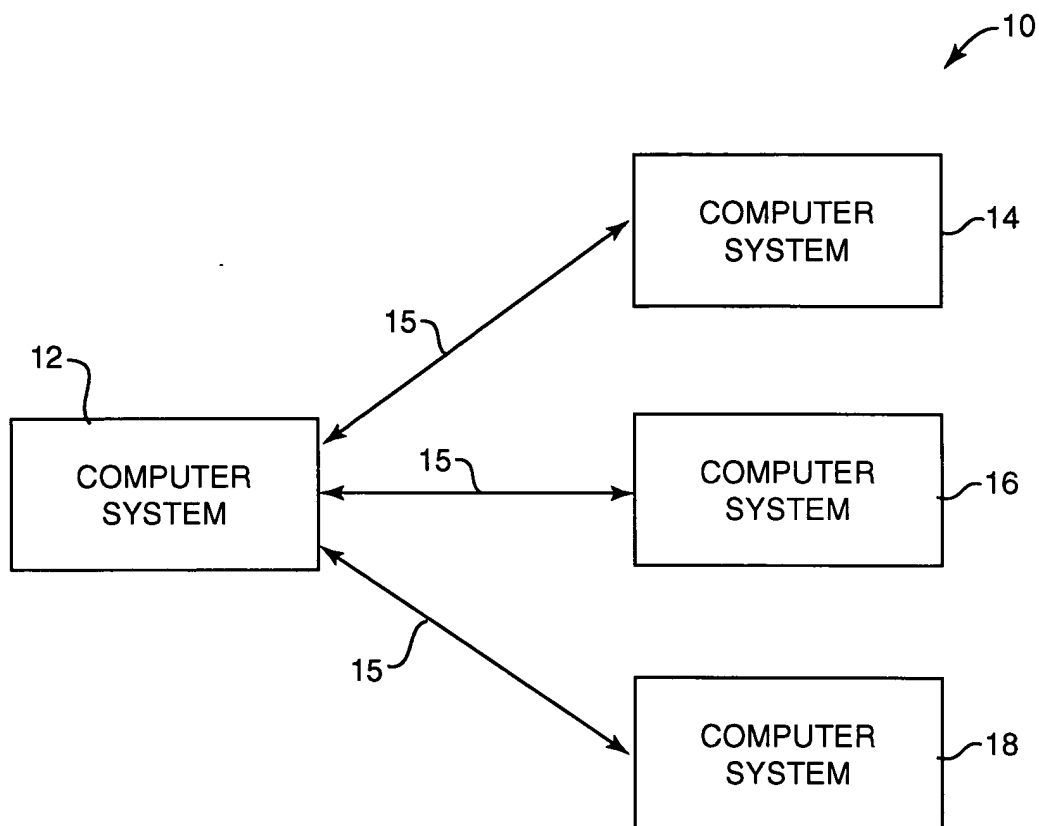 10
COMPUTER
SYSTEM
14
15
12
COMPUTER
SYSTEM
15
COMPUTER
SYSTEM
16
15
COMPUTER
SYSTEM
18